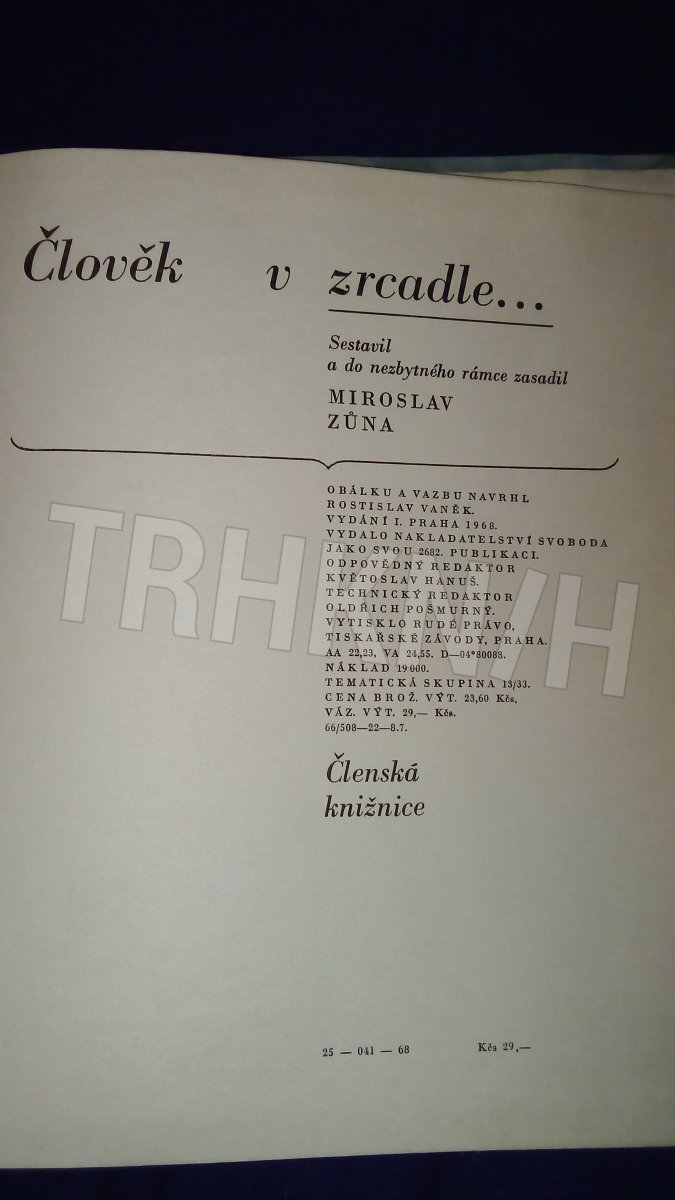 Člověk v zrcadle...
Sestavil
a do nezbytného rámce zasadil
MIROSLAV
ZŮNA
OBÁLKU A VAZBU NAVRHL
ROSTISLAV VANĚK.
VYDÁNÍ I. PRAHA 1968.
VYDALO NAKLADATELSTVÍ SVOBODA
JAKO SVOU 2682. PUBLIKACI.
ODPOVĚDNÝ REDAKTOR
KVĚTOSLAV HANUŠ.
TECHNICKÝ REDAKTOR
OLDŘICH POŠMURNÝ.
VYTISKLO RUDÉ PRÁVO,
TISKAŘSKÉ ZÁVODY, PRAHA.
AA 22,23, VA 24,55. D—04*80088.
NÁKLAD 19000.
TEMATICKÁ SKUPINA 13/33.
CENA BROŽ. VÝT. 23,60 Kčs,
VÁZ. VÝT. 29,— Kčs.
66/508—22—8.7.
Členská
knižnice
25 — 041 — 68 Kčs 29,—